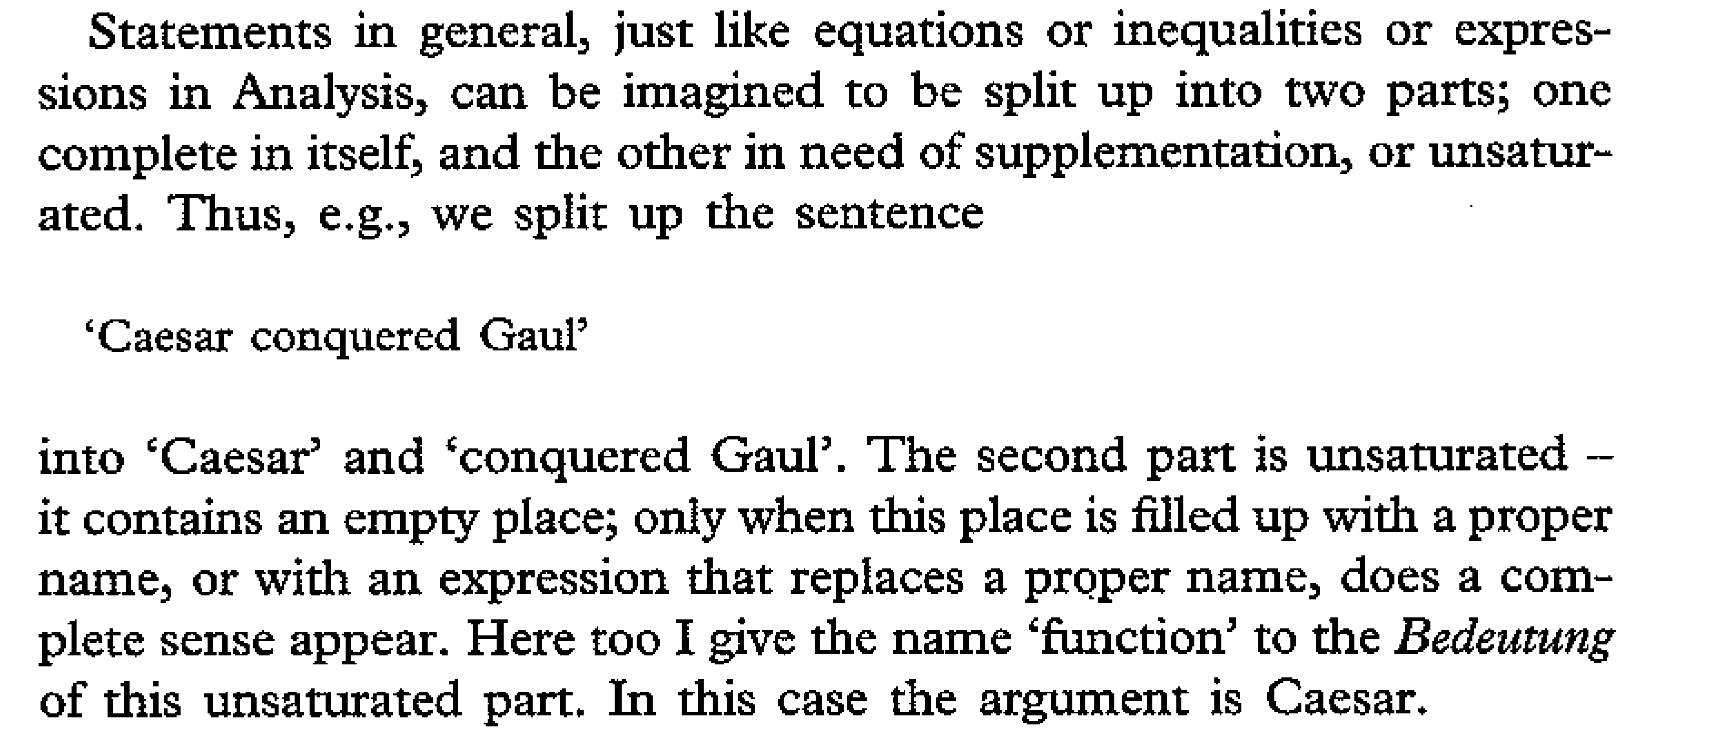 Statements in general, just like equations or inequalities or expres-
sions in Analysis, can be imagined to be split up into two parts; one
complete in itself, and the other in need of supplementation, or unsatur-
ated. Thus, e.g., we split up the sentence
‘Caesar conquered Gaul’
into ‘Caesar’ and ‘conquered Gaul’. The second part is unsaturated –
it contains an empty place; only when this place is filled up with a proper
name, or with an expression that replaces a proper name, does a com-
plete sense appear. Here too I give the name ‘function’ to the Bedeutung
of this unsaturated part. In this case the argument is Caesar.